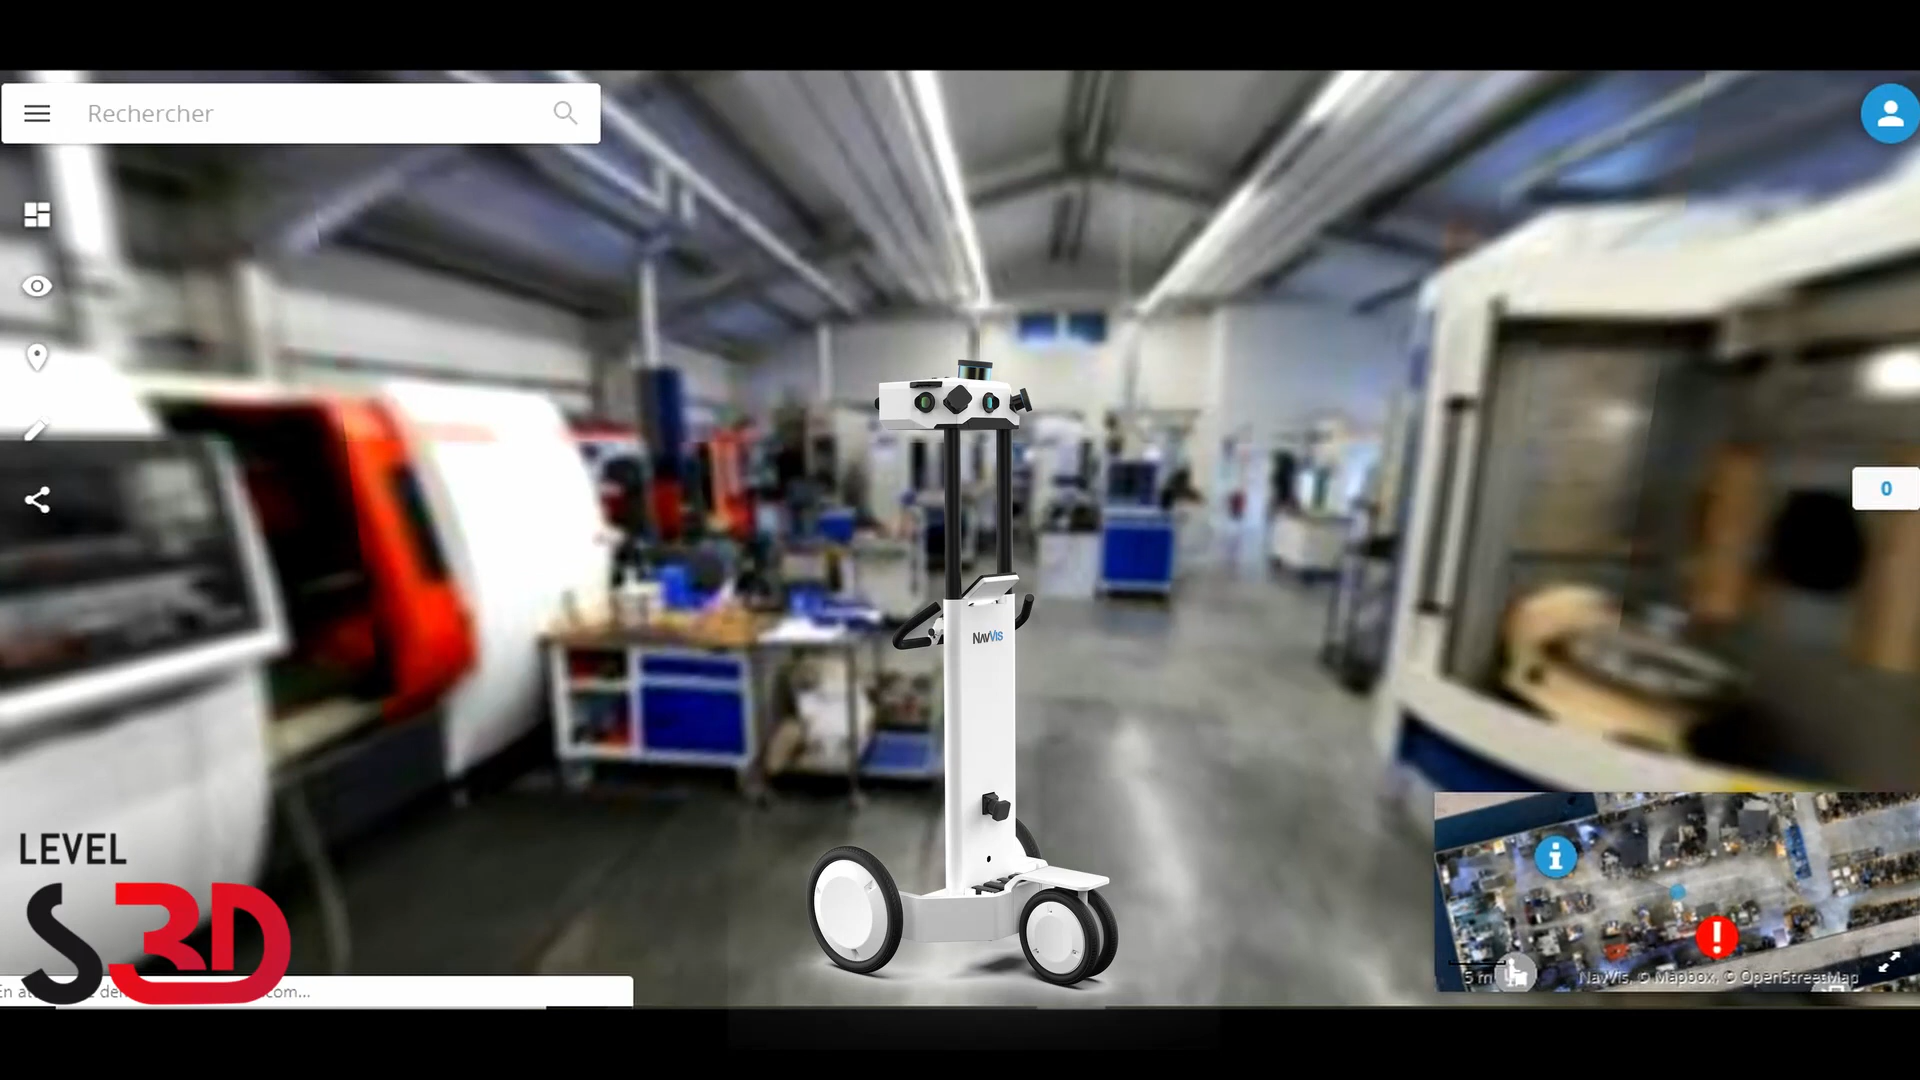 Rechercher
0
NAVVIS
LEVEL
S3D
com...
5 m
NavVis, © Mapbox, © OpenStreetMap